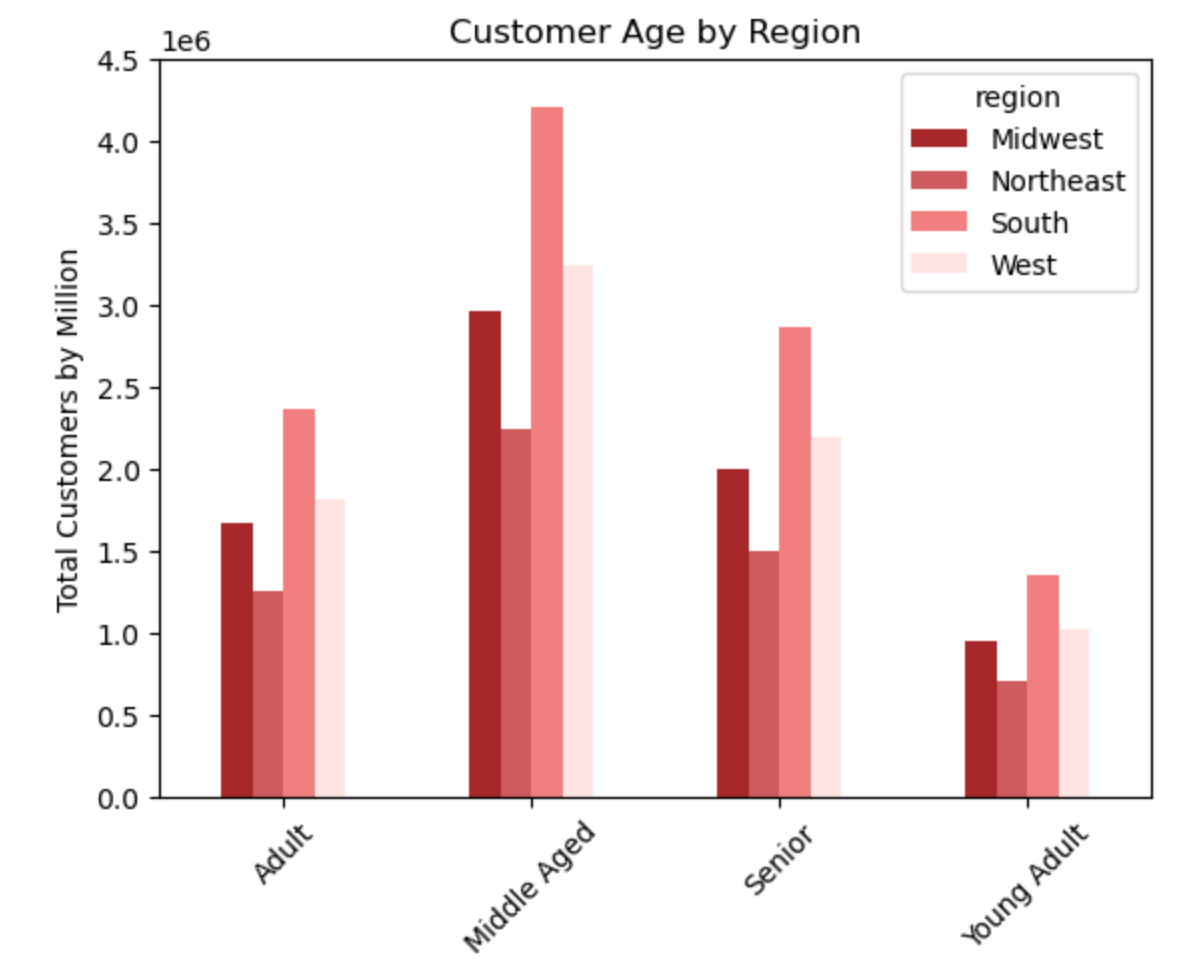 Customer Age by Region
1e6
4.5
4.0
3.5
3.0
2.5
2.0
1.5
1.0
0.5
0.0
Total Customers by Million
region
Midwest
Northeast
South
West
Adult
Middle Aged
Senior
Young Adult